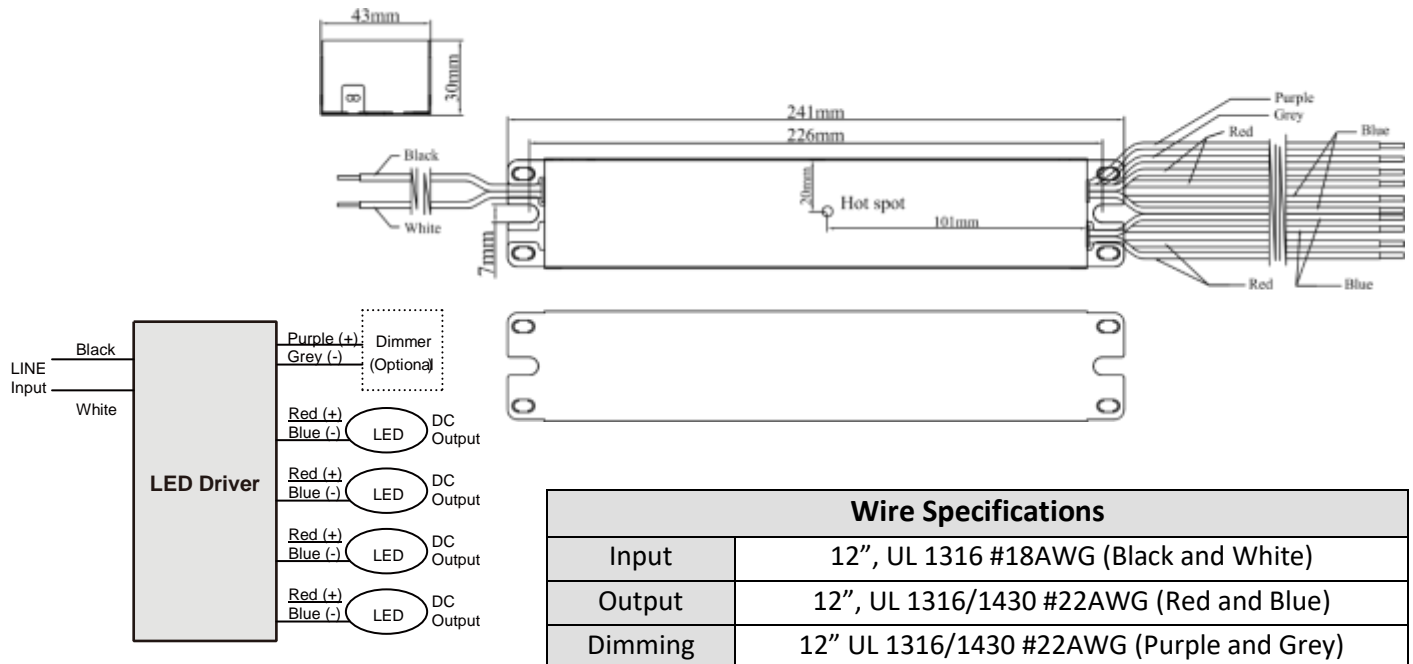 43mm
30mm
241mm
226mm
Purple
Grey
Red
Blue
Black
White
7mm
20mm
Hot spot
101mm
Red
Blue
LINE
Input
Black
White
LED Driver
Purple (+)
Grey (-)
Dimmer
(Optional)
Red (+)
Blue (-)
LED
DC
Output
Red (+)
Blue (-)
LED
DC
Output
Red (+)
Blue (-)
LED
DC
Output
Red (+)
Blue (-)
LED
DC
Output
Wire Specifications
Input 12”, UL 1316 #18AWG (Black and White)
Output 12”, UL 1316/1430 #22AWG (Red and Blue)
Dimming 12” UL 1316/1430 #22AWG (Purple and Grey)